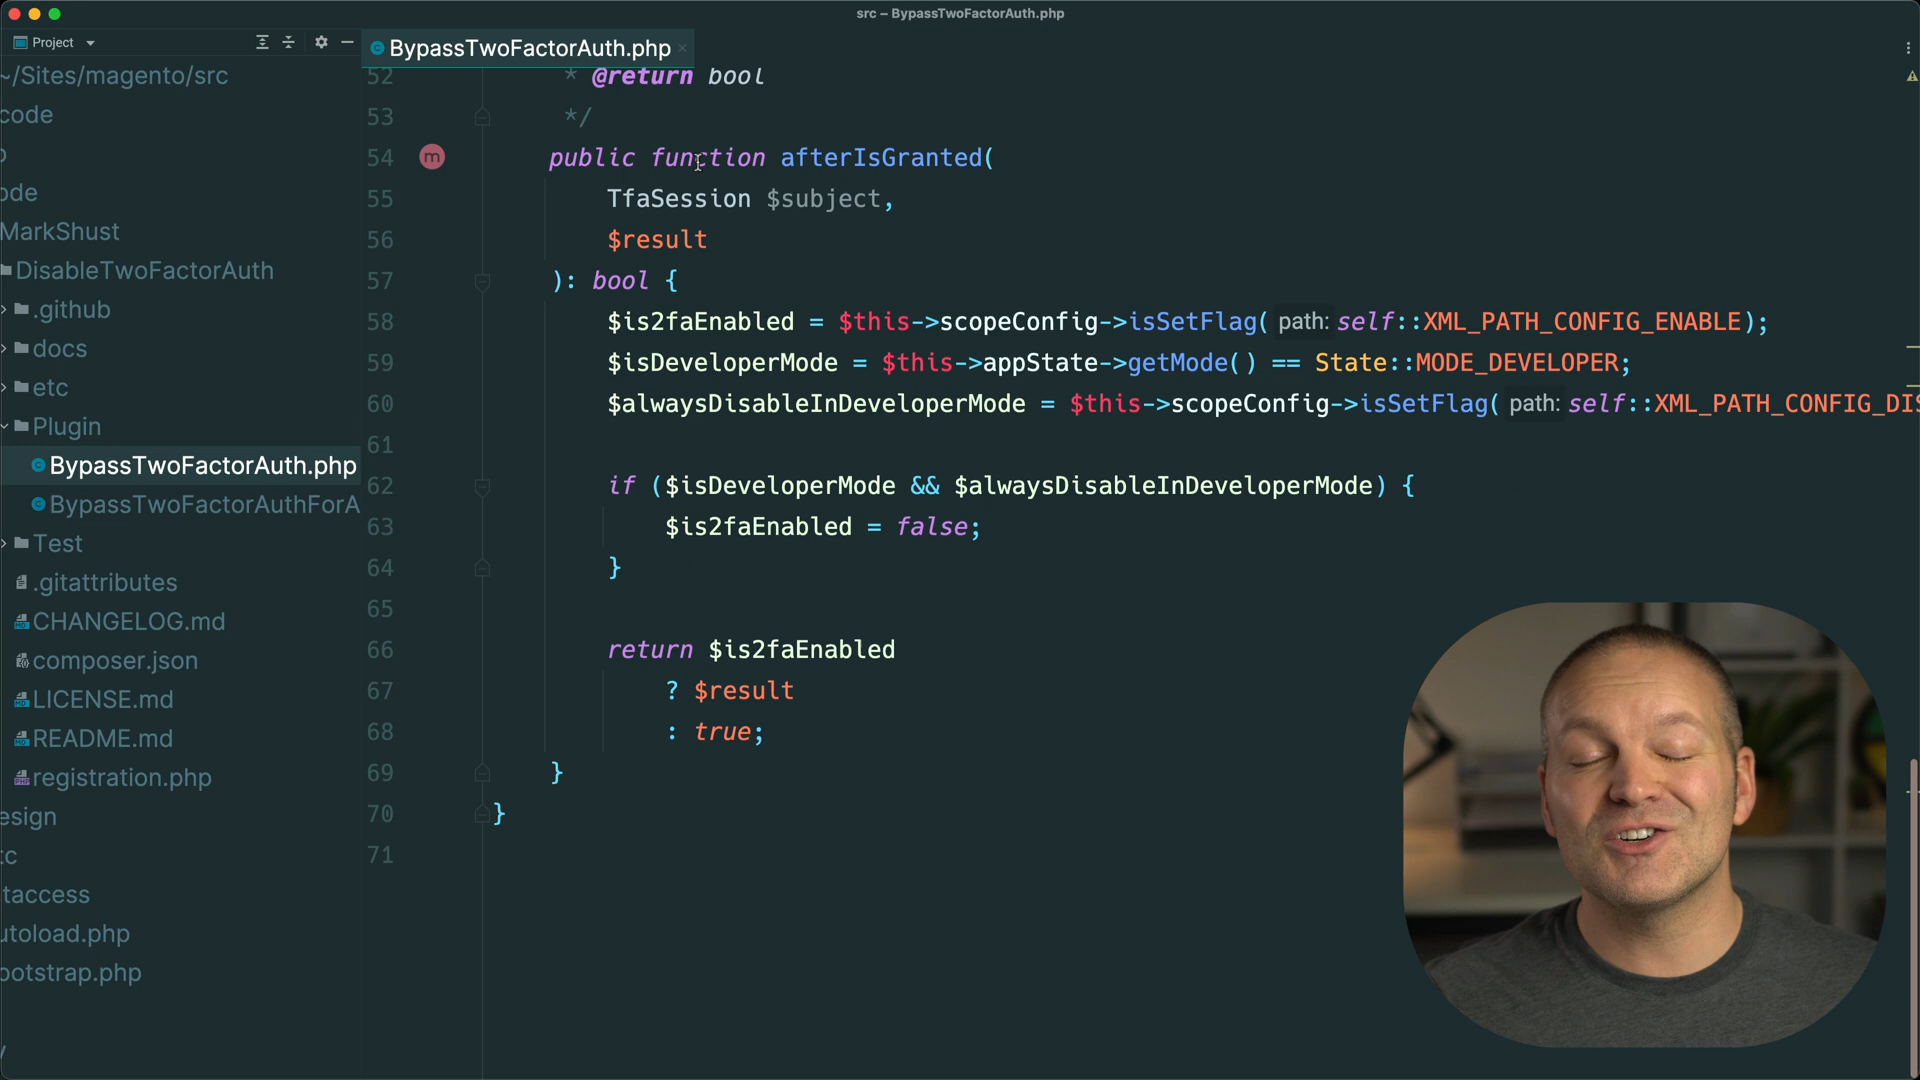 src – BypassTwoFactorAuth.php
Project
BypassTwoFactorAuth.php
~/Sites/magento/src
code
ode
MarkShust
DisableTwoFactorAuth
.github
docs
etc
Plugin
BypassTwoFactorAuth.php
BypassTwoFactorAuthForA
Test
.gitattributes
CHANGELOG.md
composer.json
LICENSE.md
README.md
registration.php
esign
tc
taccess
utoload.php
ootstrap.php
52 * @return bool
53 */
54 public function afterIsGranted(
55 TfaSession $subject,
56 $result
57 ): bool {
58 $is2faEnabled = $this->scopeConfig->isSetFlag( path: self::XML_PATH_CONFIG_ENABLE);
59 $isDeveloperMode = $this->appState->getMode() == State::MODE_DEVELOPER;
60 $alwaysDisableInDeveloperMode = $this->scopeConfig->isSetFlag( path: self::XML_PATH_CONFIG_DIS
61
62 if ($isDeveloperMode && $alwaysDisableInDeveloperMode) {
63 $is2faEnabled = false;
64 }
65
66 return $is2faEnabled
67 ? $result
68 : true;
69 }
70 }
71